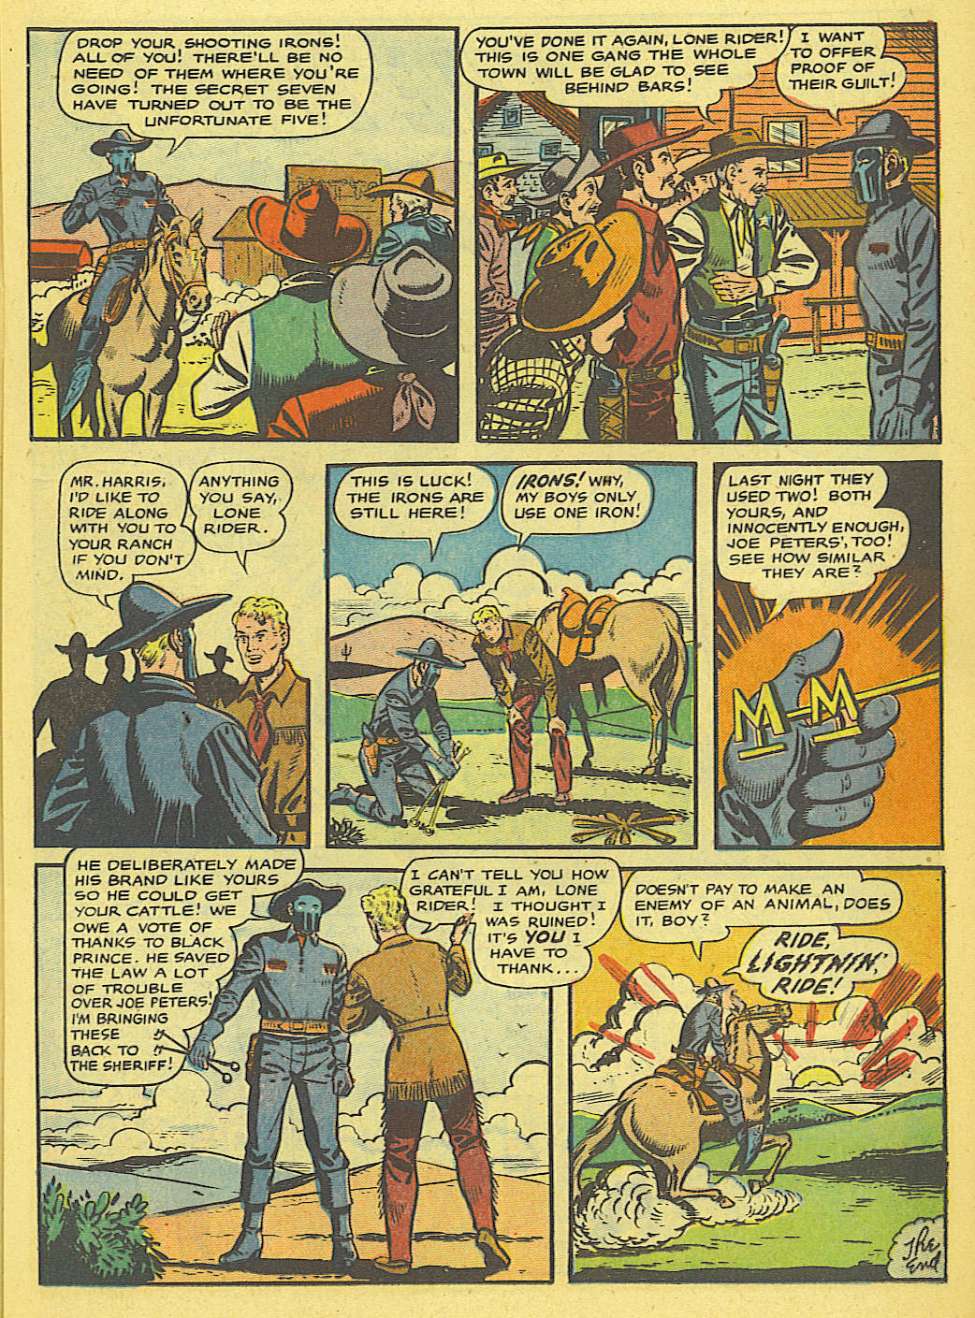 DROP YOUR SHOOTING IRONS!
ALL OF YOU! THERE'LL BE NO
NEED OF THEM WHERE YOU'RE
GOING! THE SECRET SEVEN
HAVE TURNED OUT TO BE THE
UNFORTUNATE FIVE!
YOU'VE DONE IT AGAIN, LONE RIDER!
THIS IS ONE GANG THE WHOLE
TOWN WILL BE GLAD TO SEE
BEHIND BARS!
I WANT
TO OFFER
PROOF OF
THEIR GUILT!
MR. HARRIS,
I'D LIKE TO
RIDE ALONG
WITH YOU TO
YOUR RANCH
IF YOU DON'T
MIND.
ANYTHING
YOU SAY,
LONE
RIDER.
THIS IS LUCK!
THE IRONS ARE
STILL HERE!
IRONS! WHY,
MY BOYS ONLY
USE ONE IRON!
LAST NIGHT THEY
USED TWO! BOTH
YOURS, AND
INNOCENTLY ENOUGH,
JOE PETERS', TOO!
SEE HOW SIMILAR
THEY ARE?
M-M
HE DELIBERATELY MADE
HIS BRAND LIKE YOURS
SO HE COULD GET
YOUR CATTLE! WE
OWE A VOTE OF
THANKS TO BLACK
PRINCE. HE SAVED
THE LAW A LOT
OF TROUBLE
OVER JOE PETERS!
I'M BRINGING
THESE
BACK TO
THE SHERIFF!
I CAN'T TELL YOU HOW
GRATEFUL I AM, LONE
RIDER! I THOUGHT I
WAS RUINED!
IT'S YOU I
HAVE TO
THANK...
DOESN'T PAY TO MAKE AN
ENEMY OF AN ANIMAL, DOES
IT, BOY?
RIDE,
LIGHTNIN',
RIDE!
The
End